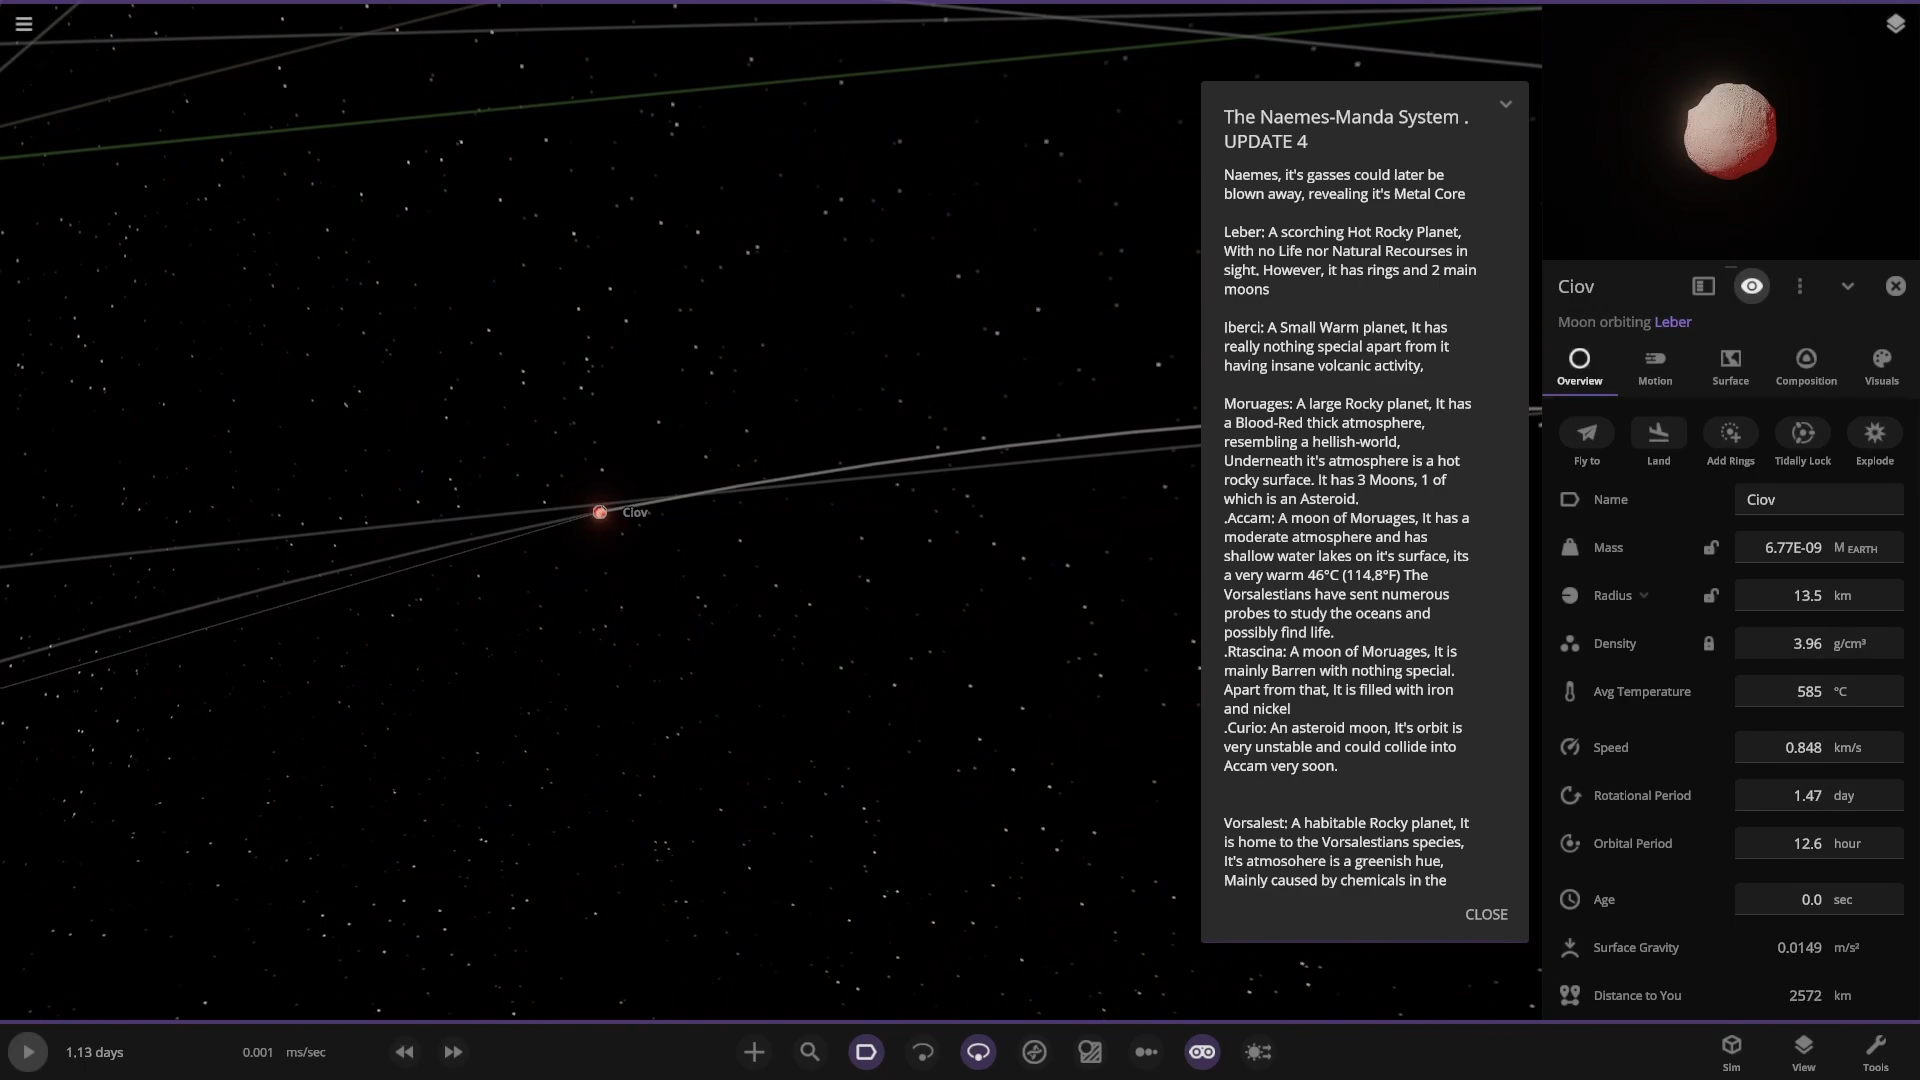 The Naemes-Manda System .
UPDATE 4
Naemes, it's gasses could later be
blown away, revealing it's Metal Core
Leber: A scorching Hot Rocky Planet,
With no Life nor Natural Recourses in
sight. However, it has rings and 2 main
moons
Iberci: A Small Warm planet, It has
really nothing special apart from it
having insane volcanic activity,
Moruages: A large Rocky planet, It has
a Blood-Red thick atmosphere,
resembling a hellish-world,
Underneath it's atmosphere is a hot
rocky surface. It has 3 Moons, 1 of
which is an Asteroid.
.Accam: A moon of Moruages, It has a
moderate atmosphere and has
shallow water lakes on it's surface, its
a very warm 46°C (114.8°F) The
Vorsalestians have sent numerous
probes to study the oceans and
possibly find life.
.Rtascina: A moon of Moruages, It is
mainly Barren with nothing special.
Apart from that, It is filled with iron
and nickel
.Curio: An asteroid moon, It's orbit is
very unstable and could collide into
Accam very soon.
Vorsalest: A habitable Rocky planet, It
is home to the Vorsalestians species,
It's atmosohere is a greenish hue,
Mainly caused by chemicals in the
CLOSE
Ciov
Ciov
Moon orbiting Leber
Overview Motion Surface Composition Visuals
Fly to Land Add Rings Tidally Lock Explode
Name Ciov
Mass 6.77E-09 M EARTH
Radius 13.5 km
Density 3.96 g/cm³
Avg Temperature 585 °C
Speed 0.848 km/s
Rotational Period 1.47 day
Orbital Period 12.6 hour
Age 0.0 sec
Surface Gravity 0.0149 m/s²
Distance to You 2572 km
1.13 days 0.001 ms/sec
Sim View Tools